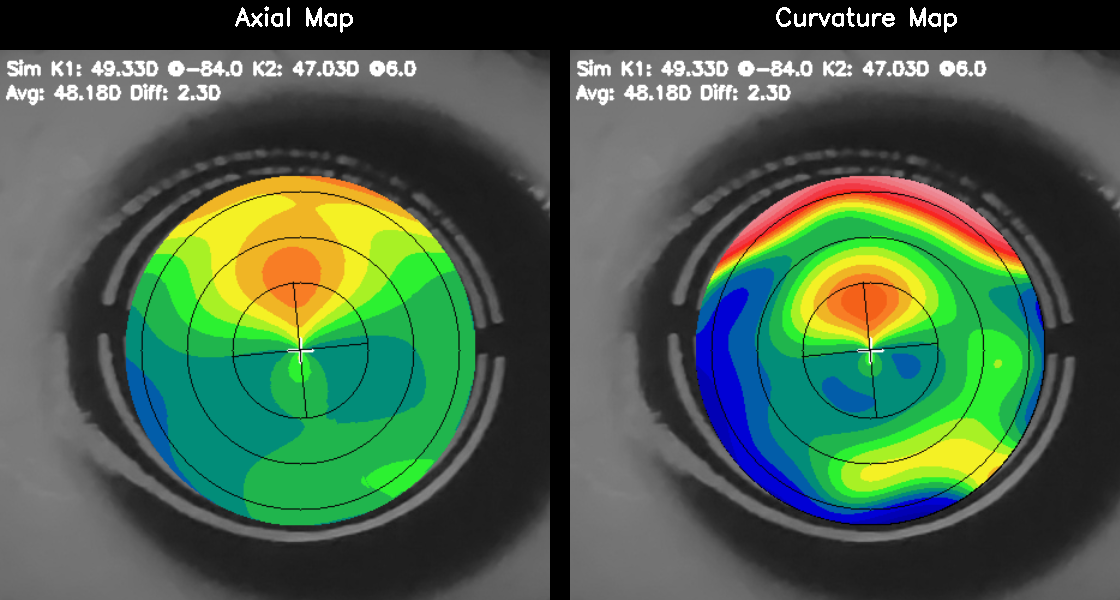 Axial Map
Curvature Map
Sim K1: 49.33D @-84.0 K2: 47.03D @6.0
Avg: 48.18D Diff: 2.3D
Sim K1: 49.33D @-84.0 K2: 47.03D @6.0
Avg: 48.18D Diff: 2.3D